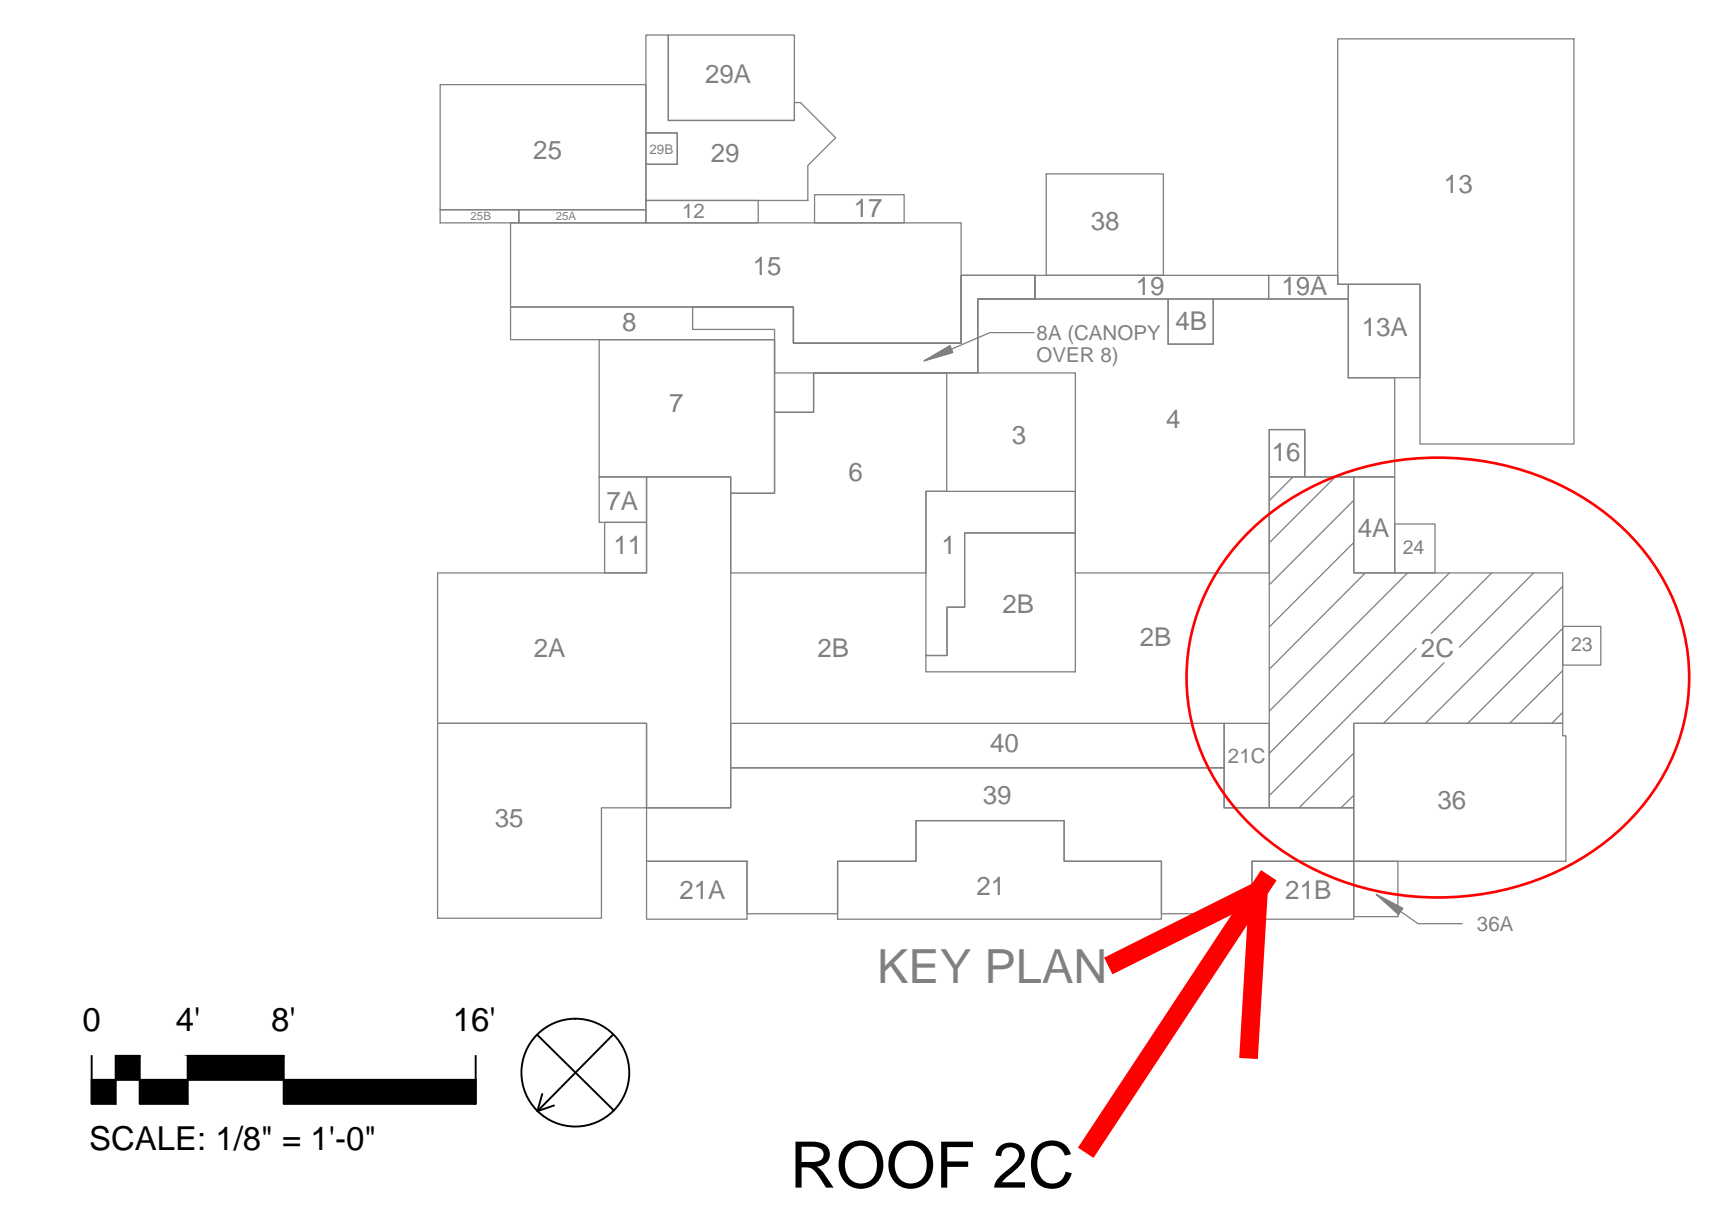 29A
25
29B
29
13
25B
25A
12
17
38
15
19
19A
8
4B
13A
8A (CANOPY
OVER 8)
7
4
3
16
6
7A
4A
11
1
24
2B
2A
2B
2B
2C
23
40
21C
39
35
36
21A
21
21B
36A
KEY PLAN
0 4' 8' 16'
SCALE: 1/8" = 1'-0"
ROOF 2C